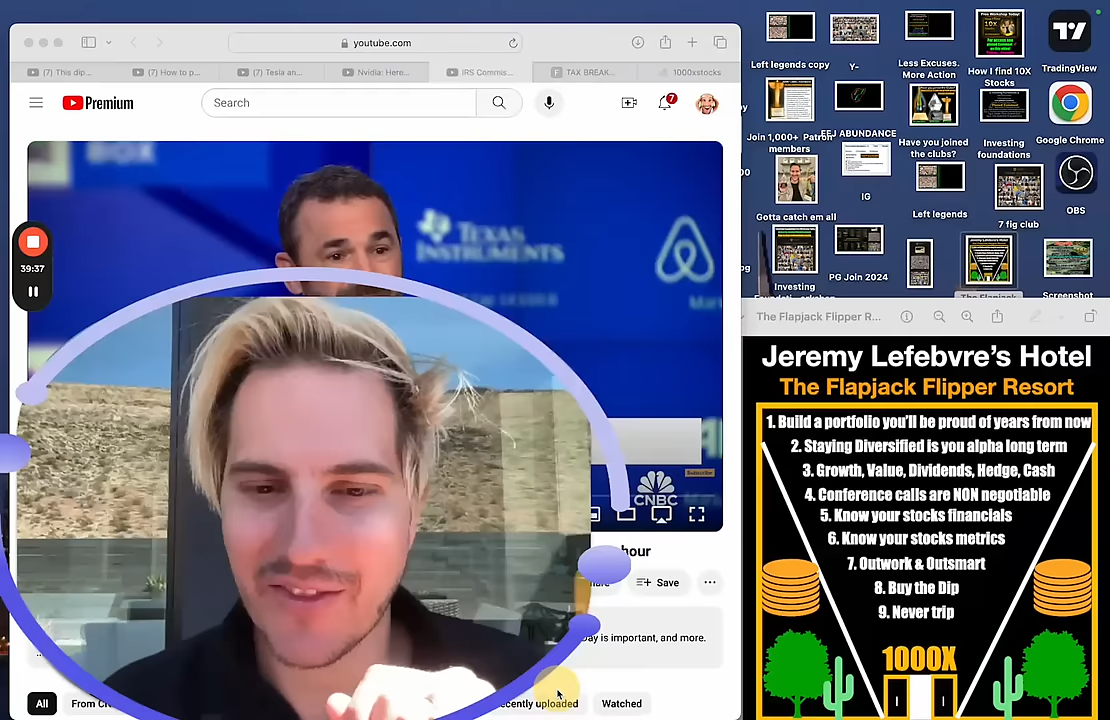 youtube.com
(7) This dip...
(7) How to p...
(7) Tesla an...
Nvidia: Here...
IRS Commis...
TAX BREAK...
1000xstocks
Premium
Search
7
BOX
TEXAS
INSTRUMENTS
39:37
Subscribe
CNBC
hour
Save
Day is important, and more.
...
All
From C
ecently uploaded
Watched
Left legends copy
Y-
Less Excuses.
More Action
How I find 10X
Stocks
TradingView
Join 1,000+ Patron
members
EEJ ABUNDANCE
Have you joined
the clubs?
Investing
foundations
Google Chrome
Gotta catch em all
IG
Left legends
7 fig club
OBS
Investing
PG Join 2024
The Flapjack
Screenshot
The Flapjack Flipper R...
Jeremy Lefebvre's Hotel
The Flapjack Flipper Resort
1. Build a portfolio you'll be proud of years from now
2. Staying Diversified is you alpha long term
3. Growth, Value, Dividends, Hedge, Cash
4. Conference calls are NON negotiable
5. Know your stocks financials
6. Know your stocks metrics
7. Outwork & Outsmart
8. Buy the Dip
9. Never trip
1000X